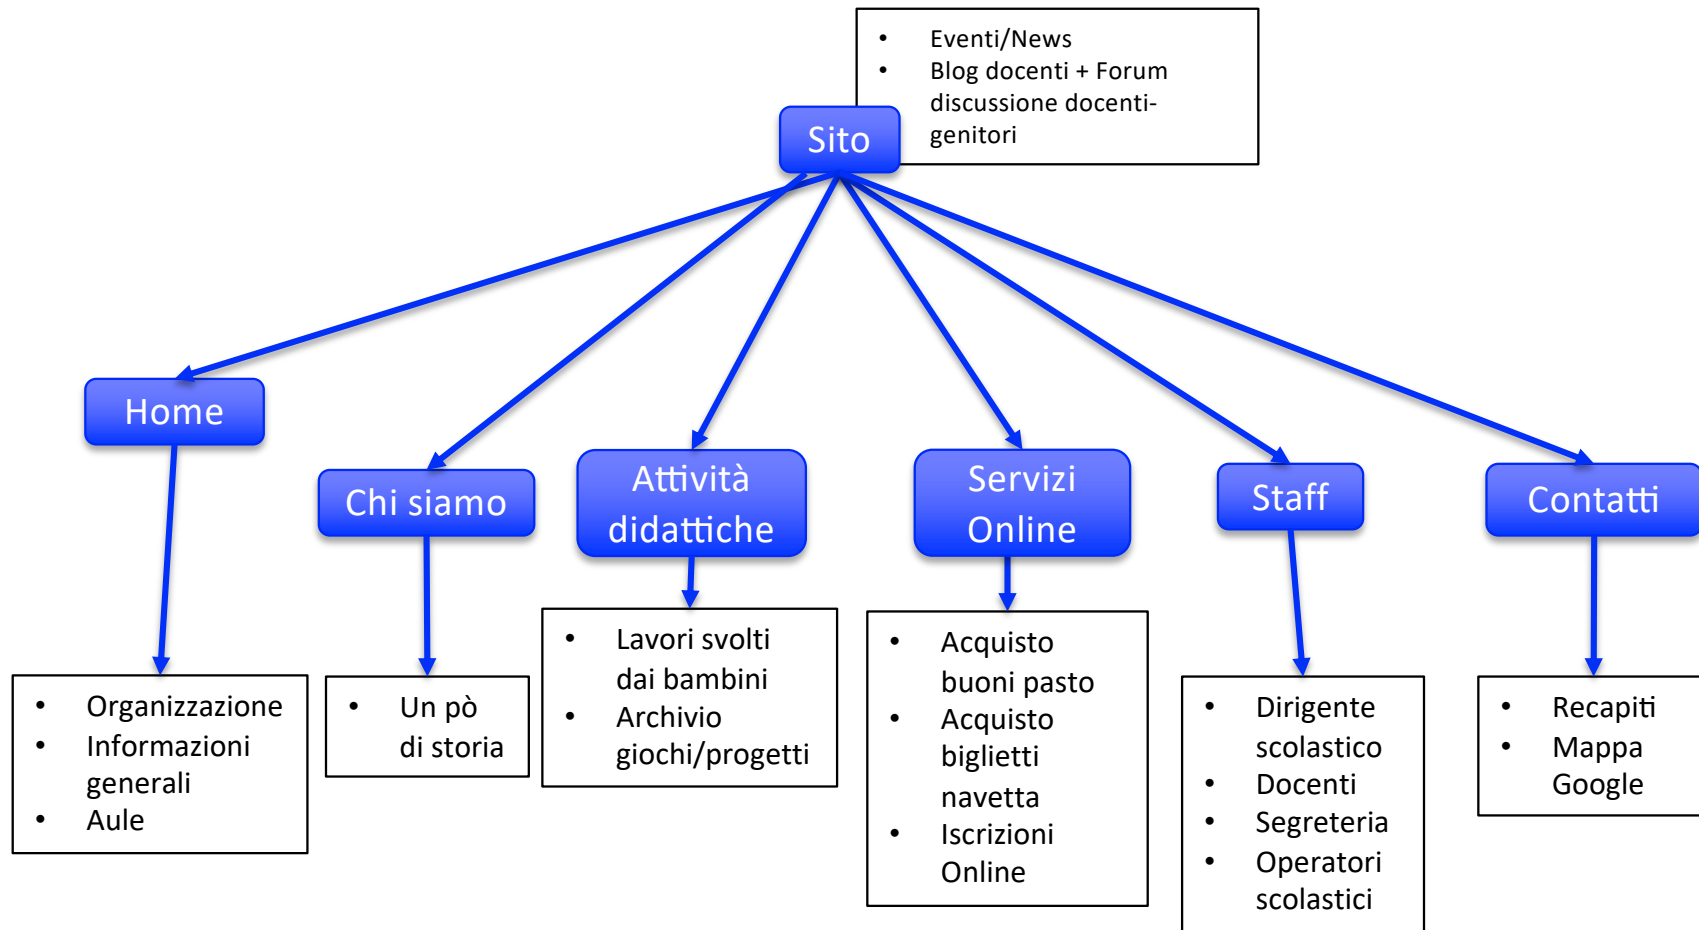 • Eventi/News
• Blog docenti + Forum
discussione docenti-
genitori
Sito
Home
Chi siamo
Attività
didattiche
Servizi
Online
Staff
Contatti
• Organizzazione
• Informazioni
generali
• Aule
• Un pò
di storia
• Lavori svolti
dai bambini
• Archivio
giochi/progetti
• Acquisto
buoni pasto
• Acquisto
biglietti
navetta
• Iscrizioni
Online
• Dirigente
scolastico
• Docenti
• Segreteria
• Operatori
scolastici
• Recapiti
• Mappa
Google